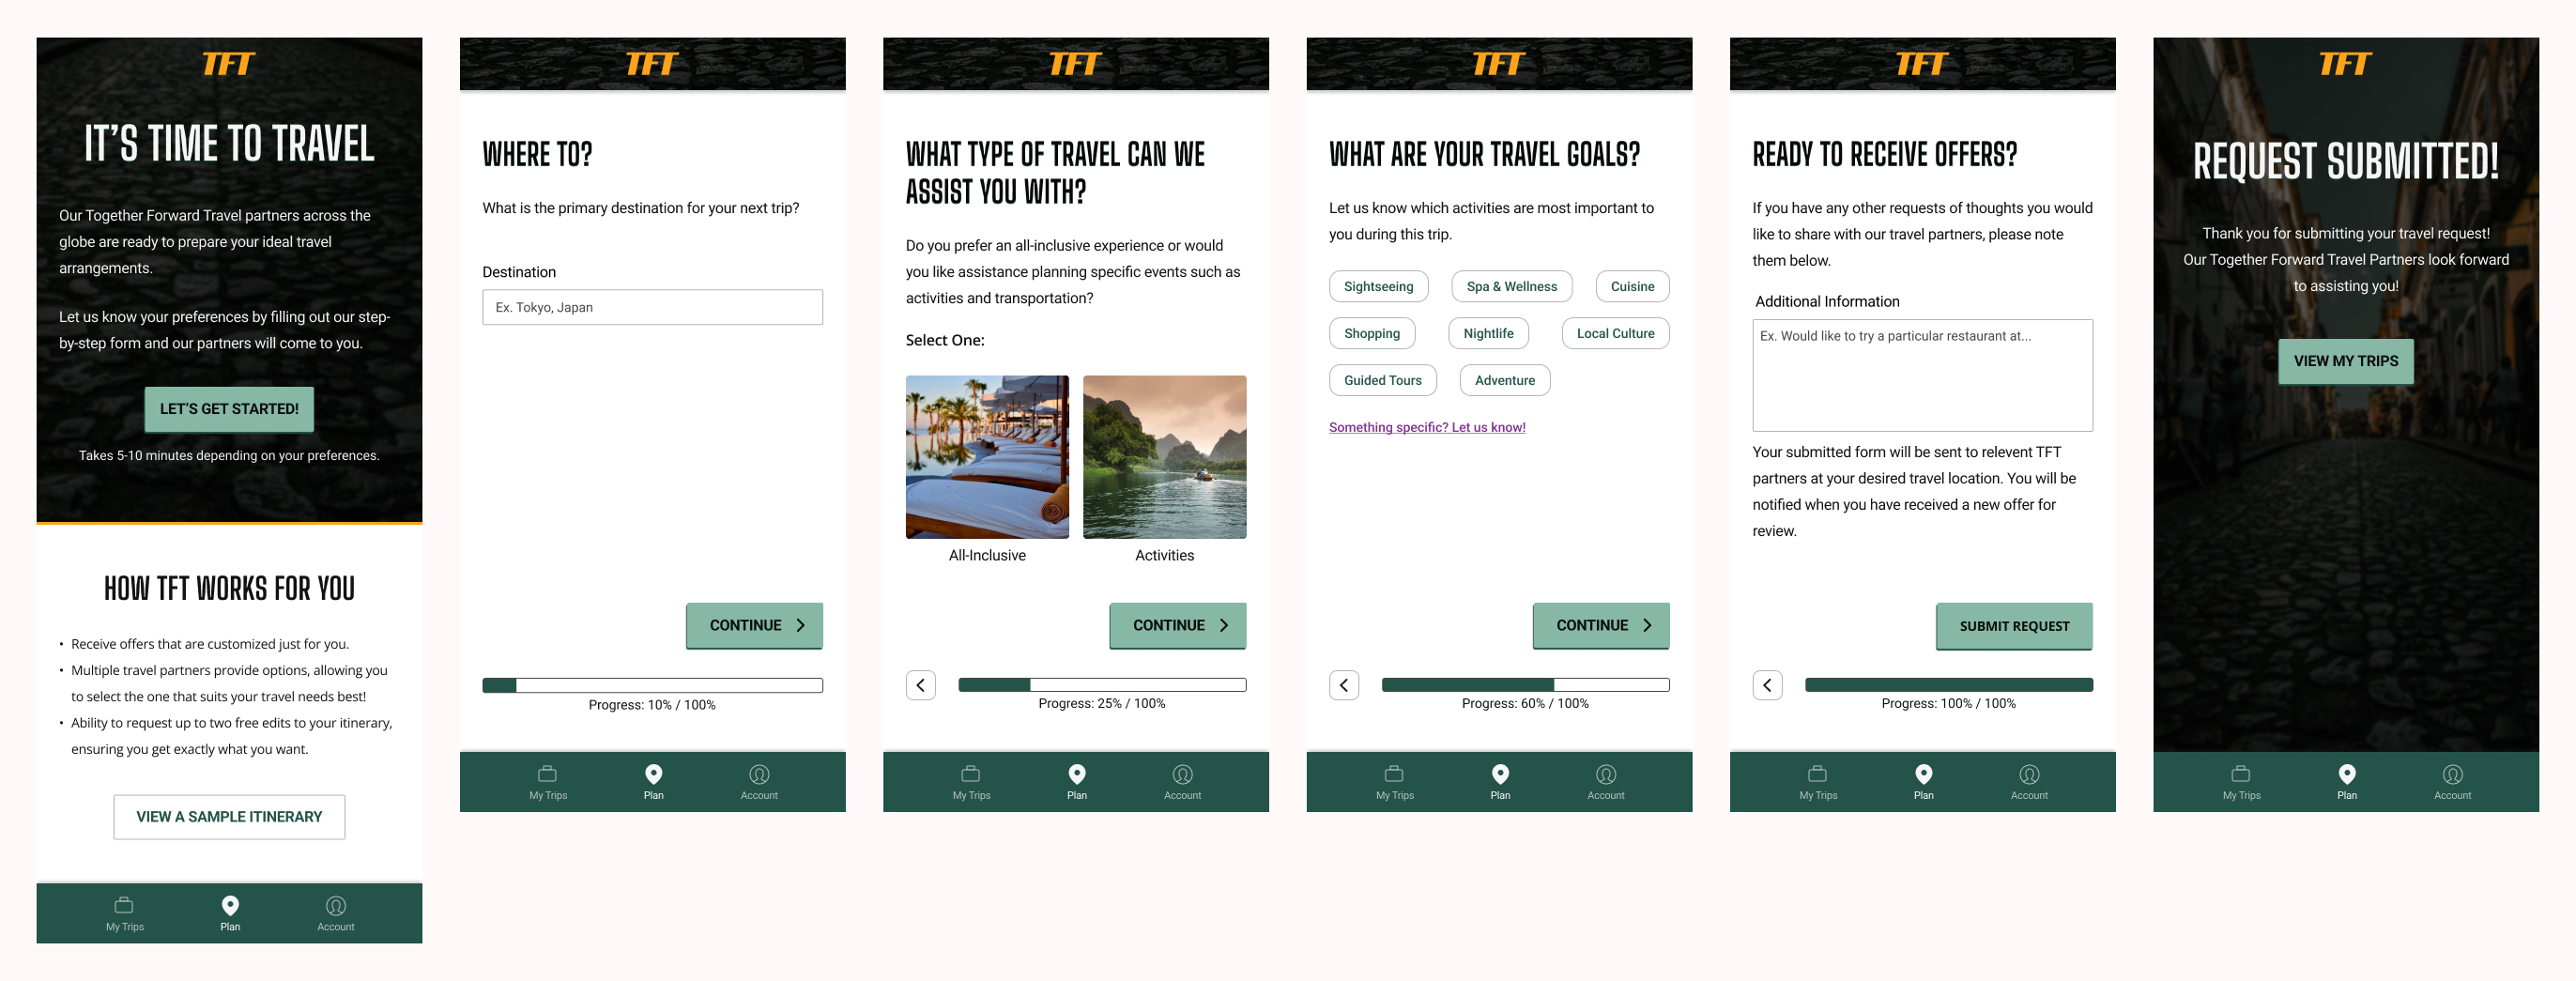 TFT
IT'S TIME TO TRAVEL
Our Together Forward Travel partners across the
globe are ready to prepare your ideal travel
arrangements.
Let us know your preferences by filling out our step-
by-step form and our partners will come to you.
LET'S GET STARTED!
Takes 5-10 minutes depending on your preferences.
HOW TFT WORKS FOR YOU
• Receive offers that are customized just for you.
• Multiple travel partners provide options, allowing you
to select the one that suits your travel needs best!
• Ability to request up to two free edits to your itinerary,
ensuring you get exactly what you want.
VIEW A SAMPLE ITINERARY
My Trips
Plan
Account
TFT
WHERE TO?
What is the primary destination for your next trip?
Destination
Ex. Tokyo, Japan
CONTINUE
Progress: 10% / 100%
My Trips
Plan
Account
TFT
WHAT TYPE OF TRAVEL CAN WE
ASSIST YOU WITH?
Do you prefer an all-inclusive experience or would
you like assistance planning specific events such as
activities and transportation?
Select One:
All-Inclusive
Activities
CONTINUE
Progress: 25% / 100%
My Trips
Plan
Account
TFT
WHAT ARE YOUR TRAVEL GOALS?
Let us know which activities are most important to
you during this trip.
Sightseeing
Spa & Wellness
Cuisine
Shopping
Nightlife
Local Culture
Guided Tours
Adventure
Something specific? Let us know!
CONTINUE
Progress: 60% / 100%
My Trips
Plan
Account
TFT
READY TO RECEIVE OFFERS?
If you have any other requests of thoughts you would
like to share with our travel partners, please note
them below.
Additional Information
Ex. Would like to try a particular restaurant at...
Your submitted form will be sent to relevent TFT
partners at your desired travel location. You will be
notified when you have received a new offer for
review.
SUBMIT REQUEST
Progress: 100% / 100%
My Trips
Plan
Account
TFT
REQUEST SUBMITTED!
Thank you for submitting your travel request!
Our Together Forward Travel Partners look forward
to assisting you!
VIEW MY TRIPS
My Trips
Plan
Account